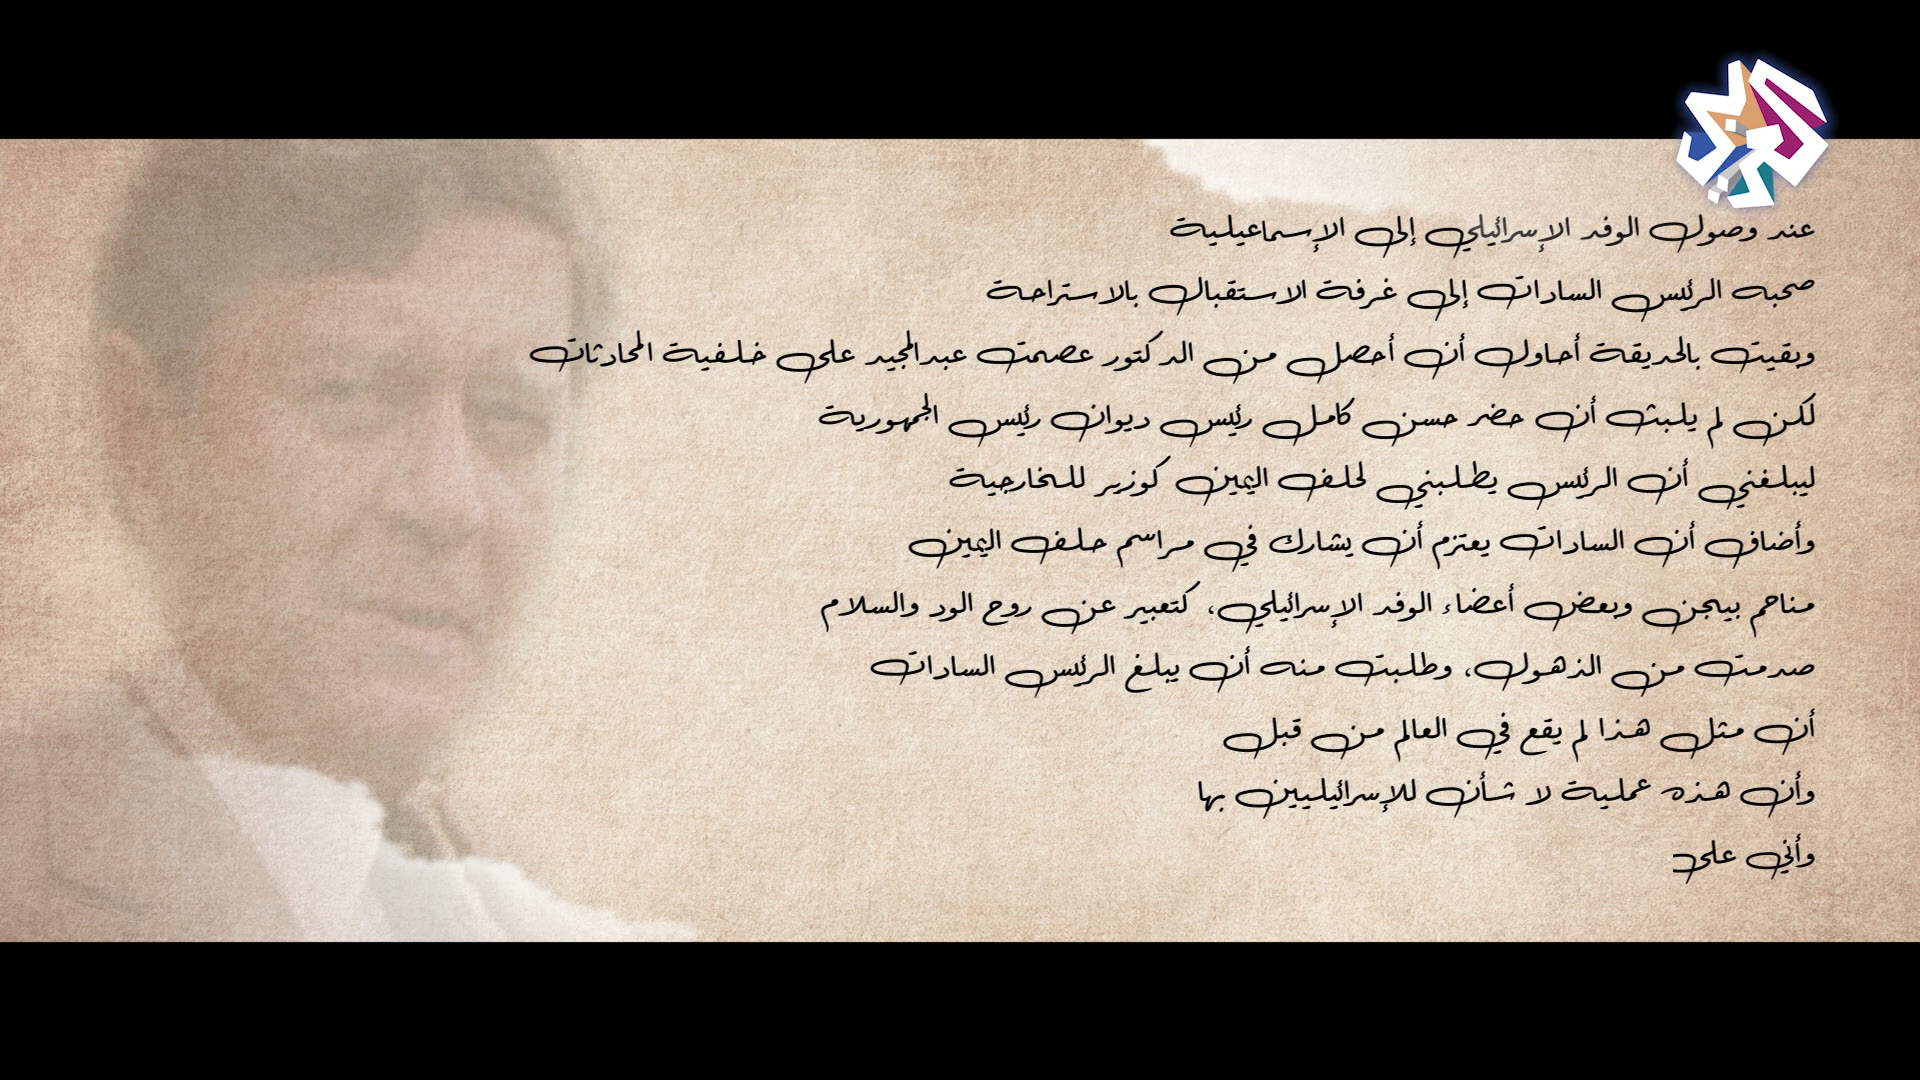 العربي
عند وصول الوفد الإسرائيلي إلى الإسماعيلية
صحبه الرئيس السادات إلى غرفة الاستقبال بالاستراحة
وبقيت بالحديقة أحاول أن أحصل من الدكتور عصمت عبدالمجيد على خلفية المحادثات
لكن لم يلبث أن حضر حسن كامل رئيس ديوان رئيس الجمهورية
ليبلغني أن الرئيس يطلبني لحلف اليمين كوزير للخارجية
وأضاف أن السادات يعتزم أن يشارك في مراسم حلف اليمين
مناحم بيجن وبعض أعضاء الوفد الإسرائيلي، كتعبير عن روح الود والسلام
صدمت من الذهول، وطلبت منه أن يبلغ الرئيس السادات
أن مثل هذا لم يقع في العالم من قبل
وأن هذه عملية لا شأن للإسرائيليين بها
وأني على